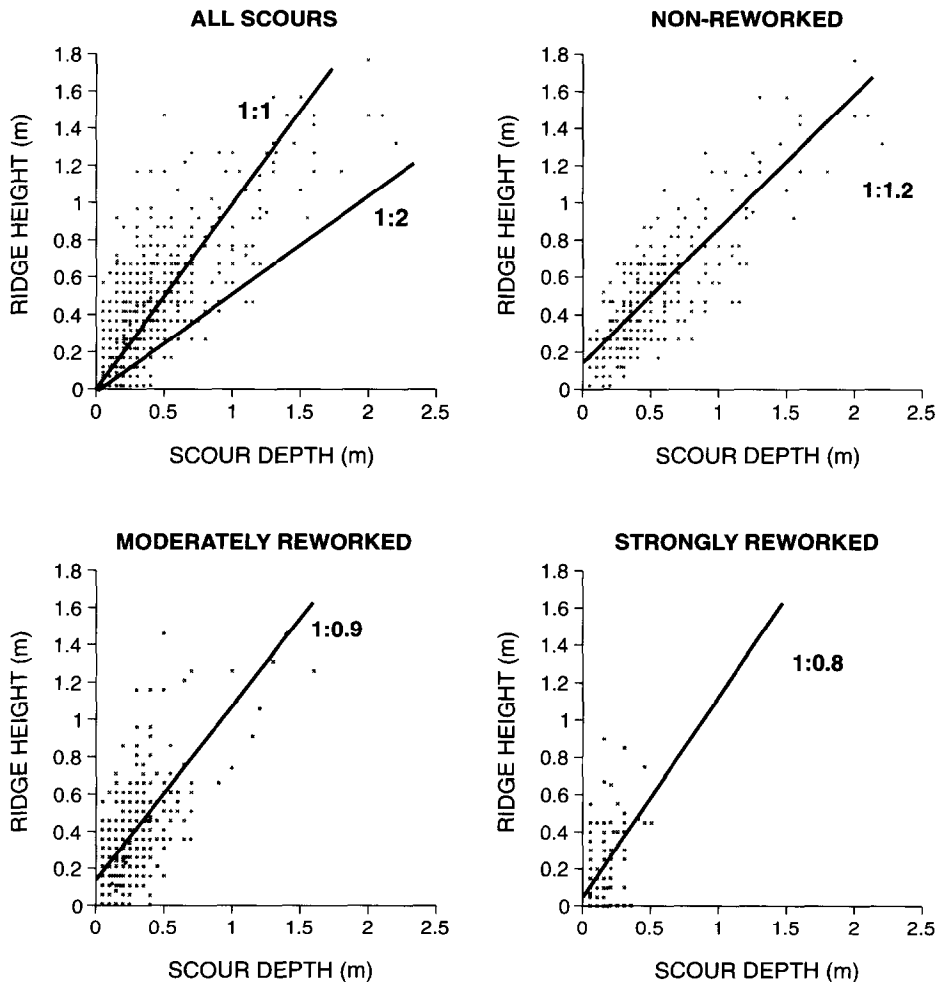 ALL SCOURS
RIDGE HEIGHT (m)
1.8
1.6
1.4
1.2
1
0.8
0.6
0.4
0.2
0
1:1
1:2
0 0.5 1 1.5 2 2.5
SCOUR DEPTH (m)
NON-REWORKED
RIDGE HEIGHT (m)
1.8
1.6
1.4
1.2
1
0.8
0.6
0.4
0.2
0
1:1.2
0 0.5 1 1.5 2 2.5
SCOUR DEPTH (m)
MODERATELY REWORKED
RIDGE HEIGHT (m)
1.8
1.6
1.4
1.2
1
0.8
0.6
0.4
0.2
0
1:0.9
0 0.5 1 1.5 2 2.5
SCOUR DEPTH (m)
STRONGLY REWORKED
RIDGE HEIGHT (m)
1.8
1.6
1.4
1.2
1
0.8
0.6
0.4
0.2
0
1:0.8
0 0.5 1 1.5 2 2.5
SCOUR DEPTH (m)